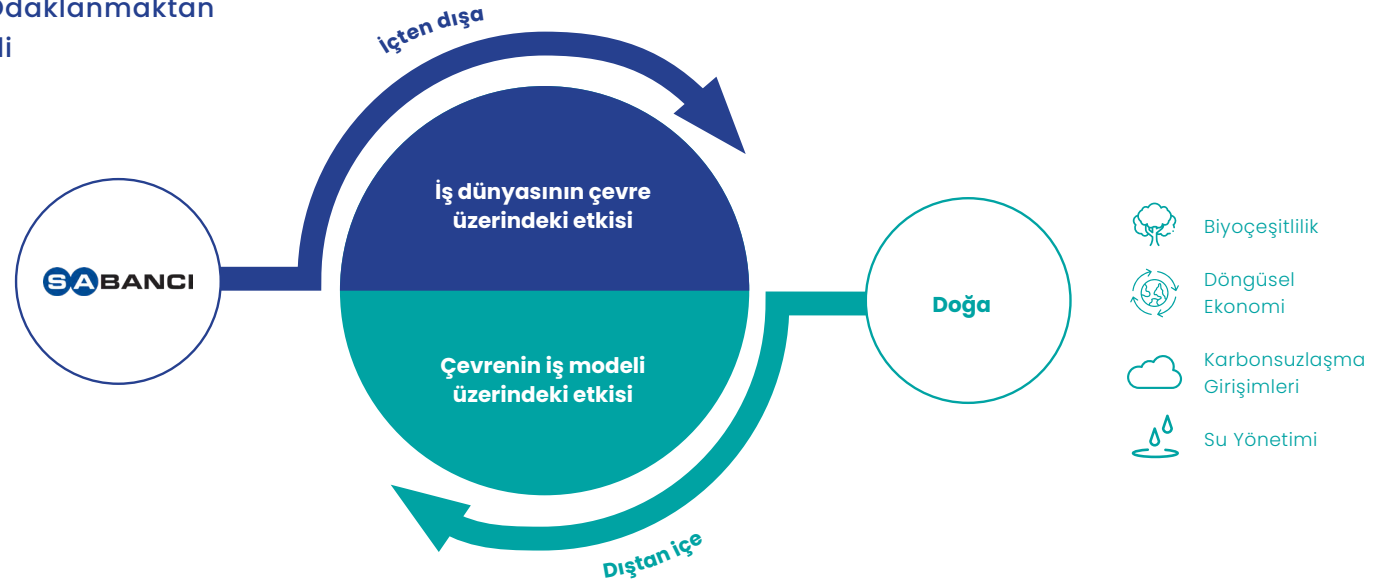 Odaklanmaktan
li
İçten dışa
İş dünyasının çevre
üzerindeki etkisi
SABANCI
Doğa
Çevrenin iş modeli
üzerindeki etkisi
Dıştan içe
Biyoçeşitlilik
Döngüsel
Ekonomi
Karbonsuzlaşma
Girişimleri
Su Yönetimi